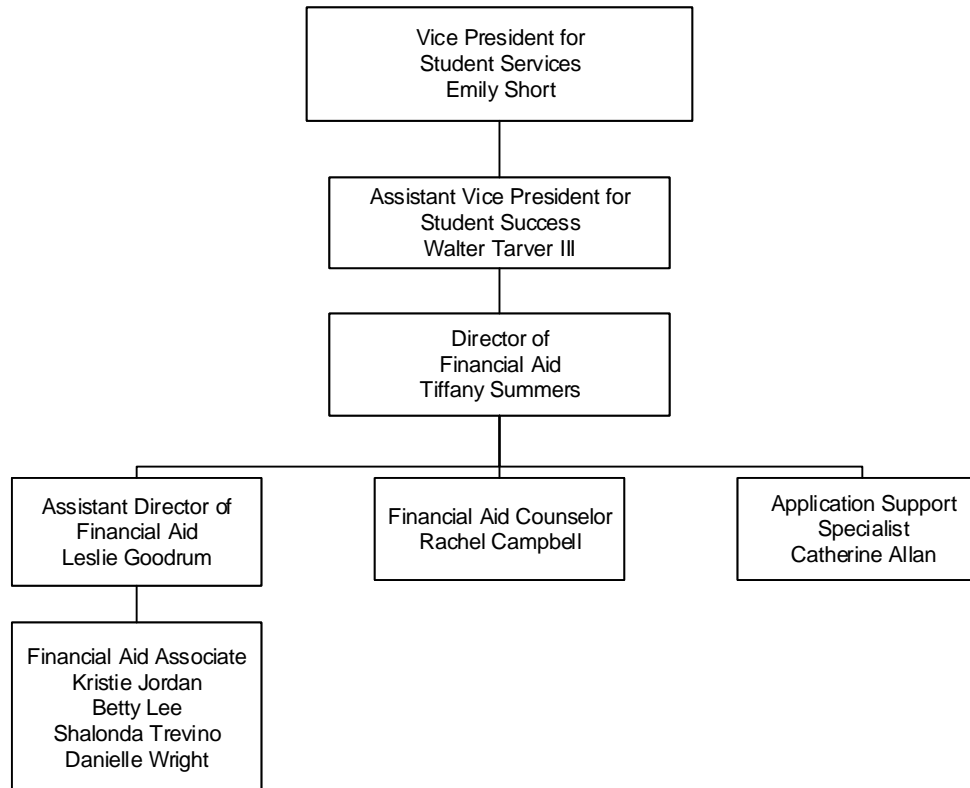 Vice President for
Student Services
Emily Short
Assistant Vice President for
Student Success
Walter Tarver III
Director of
Financial Aid
Tiffany Summers
Assistant Director of
Financial Aid
Leslie Goodrum
Financial Aid Counselor
Rachel Campbell
Application Support
Specialist
Catherine Allan
Financial Aid Associate
Kristie Jordan
Betty Lee
Shalonda Trevino
Danielle Wright